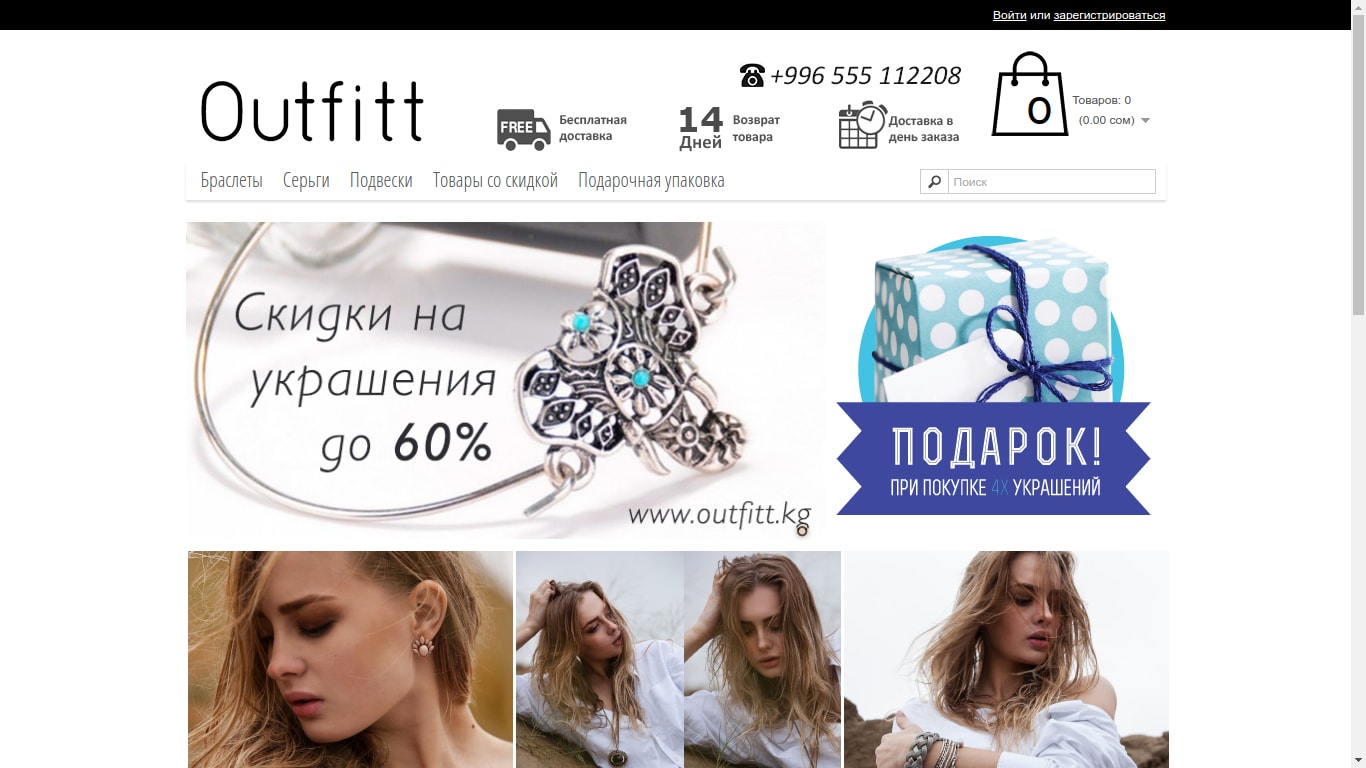 Войти или зарегистрироваться
+996 555 112208
Outfitt
FREE
Бесплатная
доставка
14
Дней
Возврат
товара
Доставка в
день заказа
0
Товаров: 0
(0.00 сом)
Браслеты Серьги Подвески Товары со скидкой Подарочная упаковка
Поиск
Скидки на
украшения
до 60%
www.outfitt.kg
ПОДАРОК!
ПРИ ПОКУПКЕ 4Х УКРАШЕНИЙ